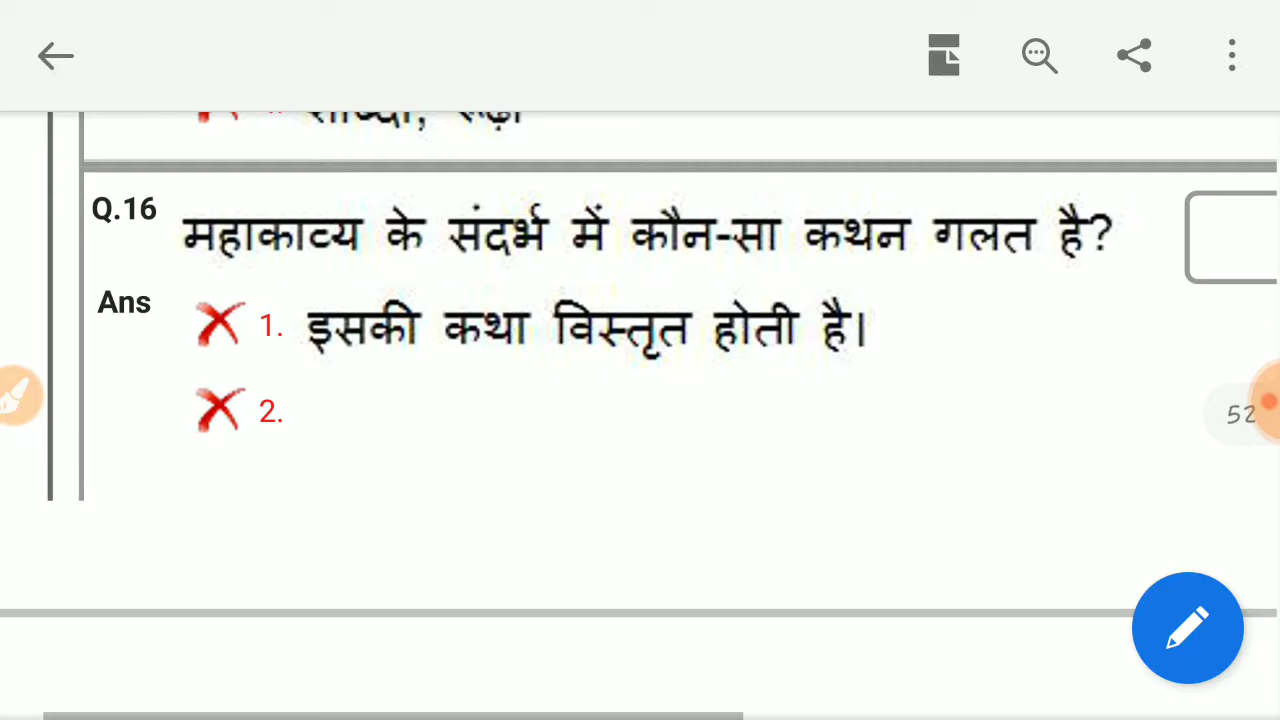 Q.16 महाकाव्य के संदर्भ में कौन-सा कथन गलत है?
Ans 1. इसकी कथा विस्तृत होती है।
2.
52